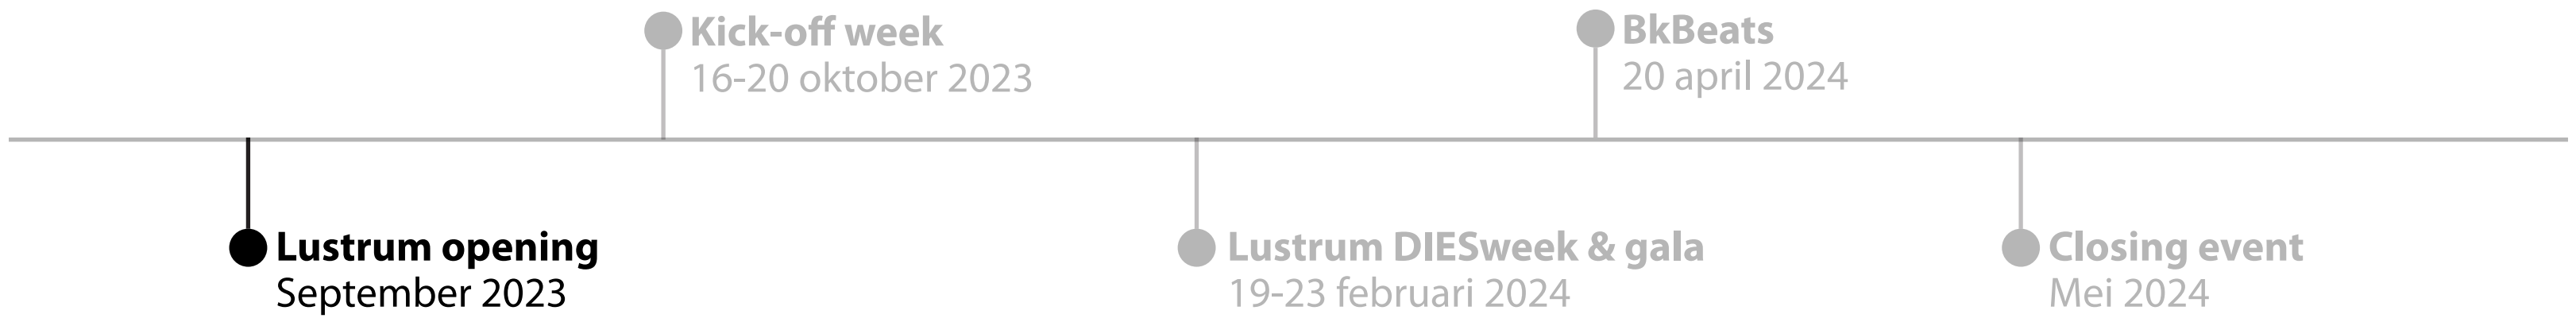 Kick-off week
16-20 oktober 2023
BkBeats
20 april 2024
Lustrum opening
September 2023
Lustrum DIESweek & gala
19-23 februari 2024
Closing event
Mei 2024